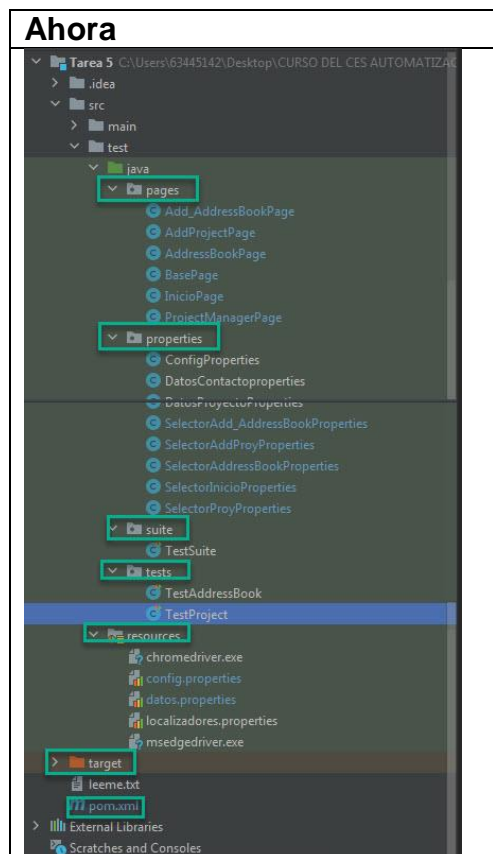 Ahora
Tarea 5 C:\Users\63445142\Desktop\CURSO DEL CES AUTOMATIZAC
.idea
src
main
test
java
pages
Add_AddressBookPage
AddProjectPage
AddressBookPage
BasePage
InicioPage
ProjectManagerPage
properties
ConfigProperties
DatosContactoproperties
DatosProyectoProperties
SelectorAdd_AddressBookProperties
SelectorAddProyProperties
SelectorAddressBookProperties
SelectorInicioProperties
SelectorProyProperties
suite
TestSuite
tests
TestAddressBook
TestProject
resources
chromedriver.exe
config.properties
datos.properties
localizadores.properties
msedgedriver.exe
target
leeme.txt
pom.xml
External Libraries
Scratches and Consoles